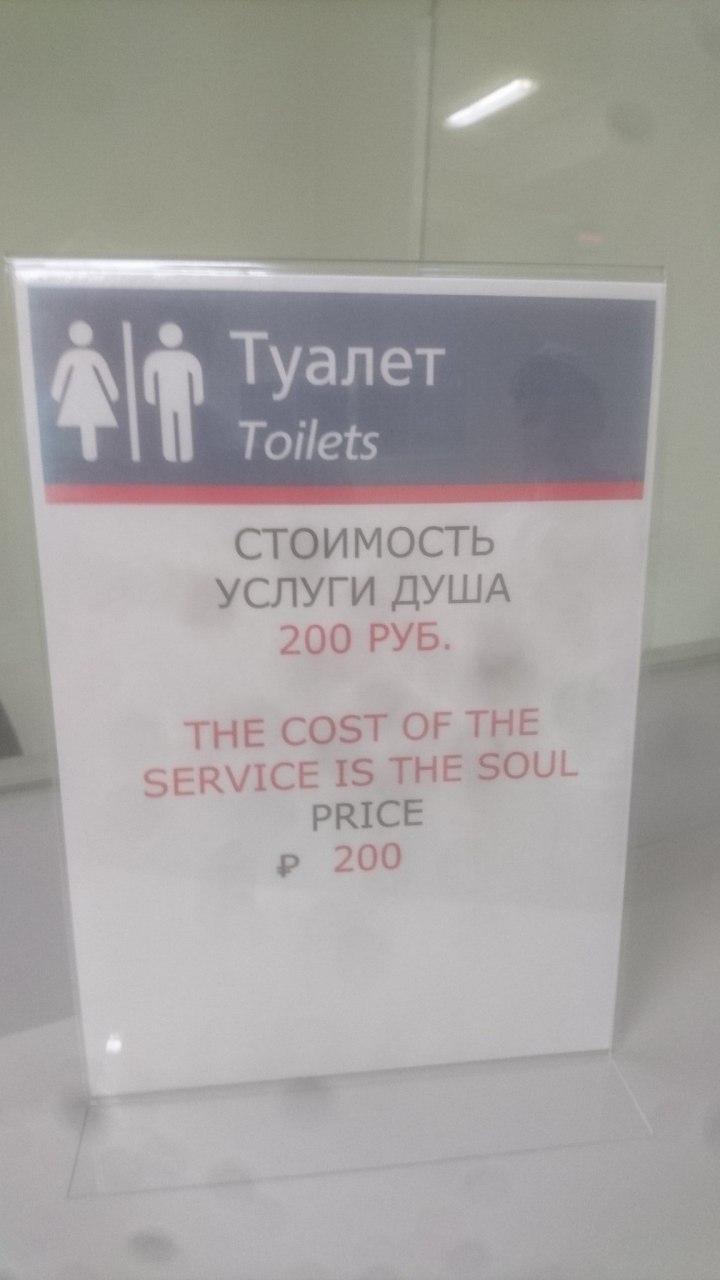 Туалет
Toilets
СТОИМОСТЬ
УСЛУГИ ДУША
200 РУБ.
THE COST OF THE
SERVICE IS THE SOUL
PRICE
₽ 200